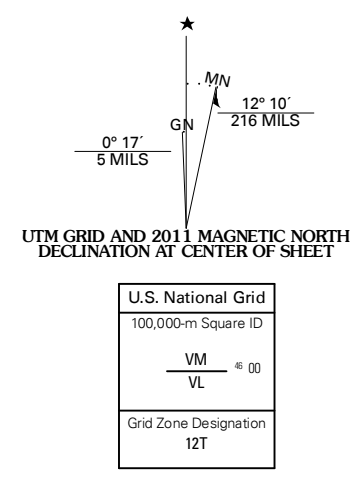 ★
MN
GN
12° 10´
216 MILS
0° 17´
5 MILS
UTM GRID AND 2011 MAGNETIC NORTH
DECLINATION AT CENTER OF SHEET
U.S. National Grid
100,000-m Square ID
VM
46 00
VL
Grid Zone Designation
12T